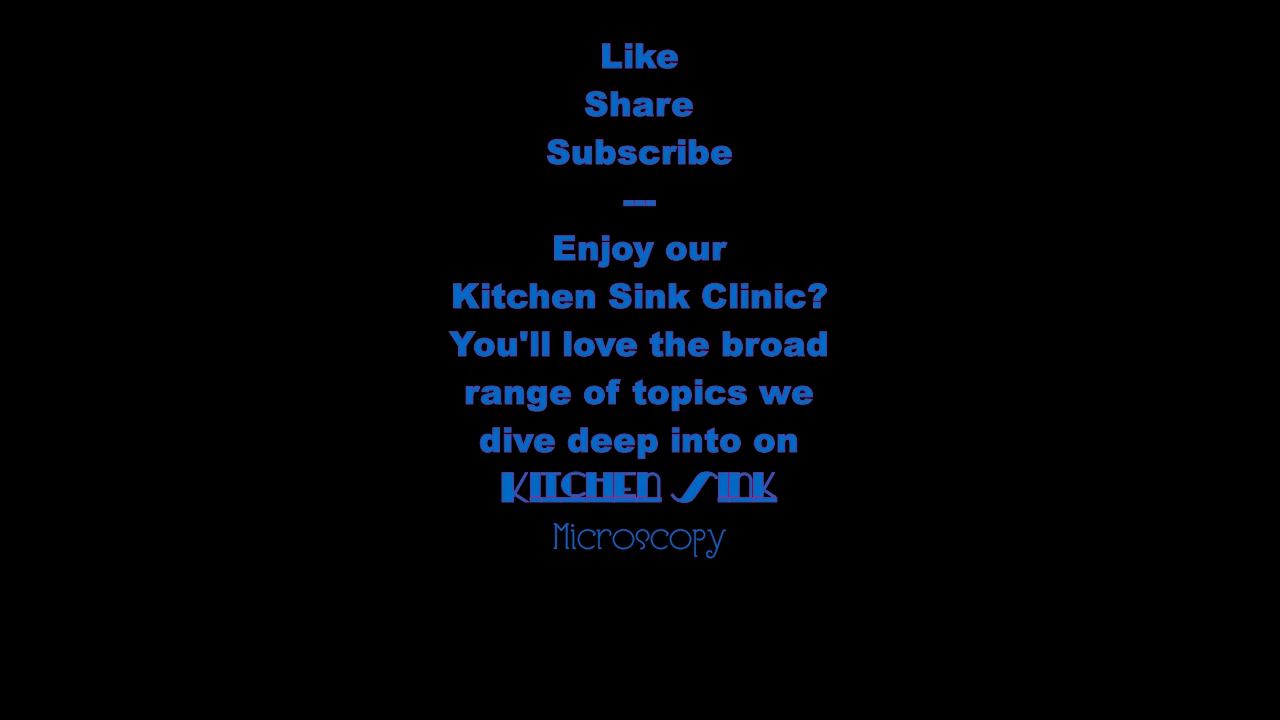 Like
Share
Subscribe
---
Enjoy our
Kitchen Sink Clinic?
You'll love the broad
range of topics we
dive deep into on
KITCHEN SINK
Microscopy